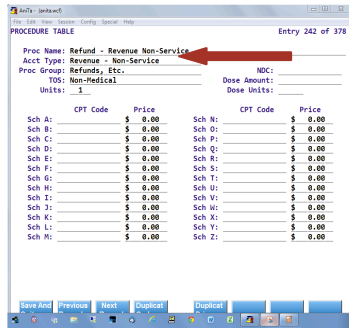 AniTa - (anita.wcf)
File Edit View Session Config Special Help
PROCEDURE TABLE Entry 242 of 378
Proc Name: Refund - Revenue Non-Service
Acct Type: Revenue - Non-Service
Proc Group: Refunds, Etc. NDC:
TOS: Non-Medical Dose Amount:
Units: 1 Dose Units:
CPT Code Price CPT Code Price
Sch A: $ 0.00 Sch N: $ 0.00
Sch B: $ 0.00 Sch O: $ 0.00
Sch C: $ 0.00 Sch P: $ 0.00
Sch D: $ 0.00 Sch Q: $ 0.00
Sch E: $ 0.00 Sch R: $ 0.00
Sch F: $ 0.00 Sch S: $ 0.00
Sch G: $ 0.00 Sch T: $ 0.00
Sch H: $ 0.00 Sch U: $ 0.00
Sch I: $ 0.00 Sch V: $ 0.00
Sch J: $ 0.00 Sch W: $ 0.00
Sch K: $ 0.00 Sch X: $ 0.00
Sch L: $ 0.00 Sch Y: $ 0.00
Sch M: $ 0.00 Sch Z: $ 0.00
Save And Previous Next Duplicat Duplicat